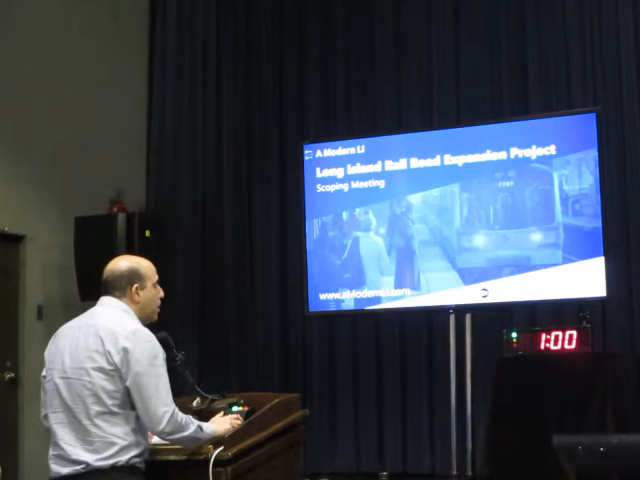 A Modern LI
Long Island Rail Road Expansion Project
Scoping Meeting
www.aModernLI.com
1:00